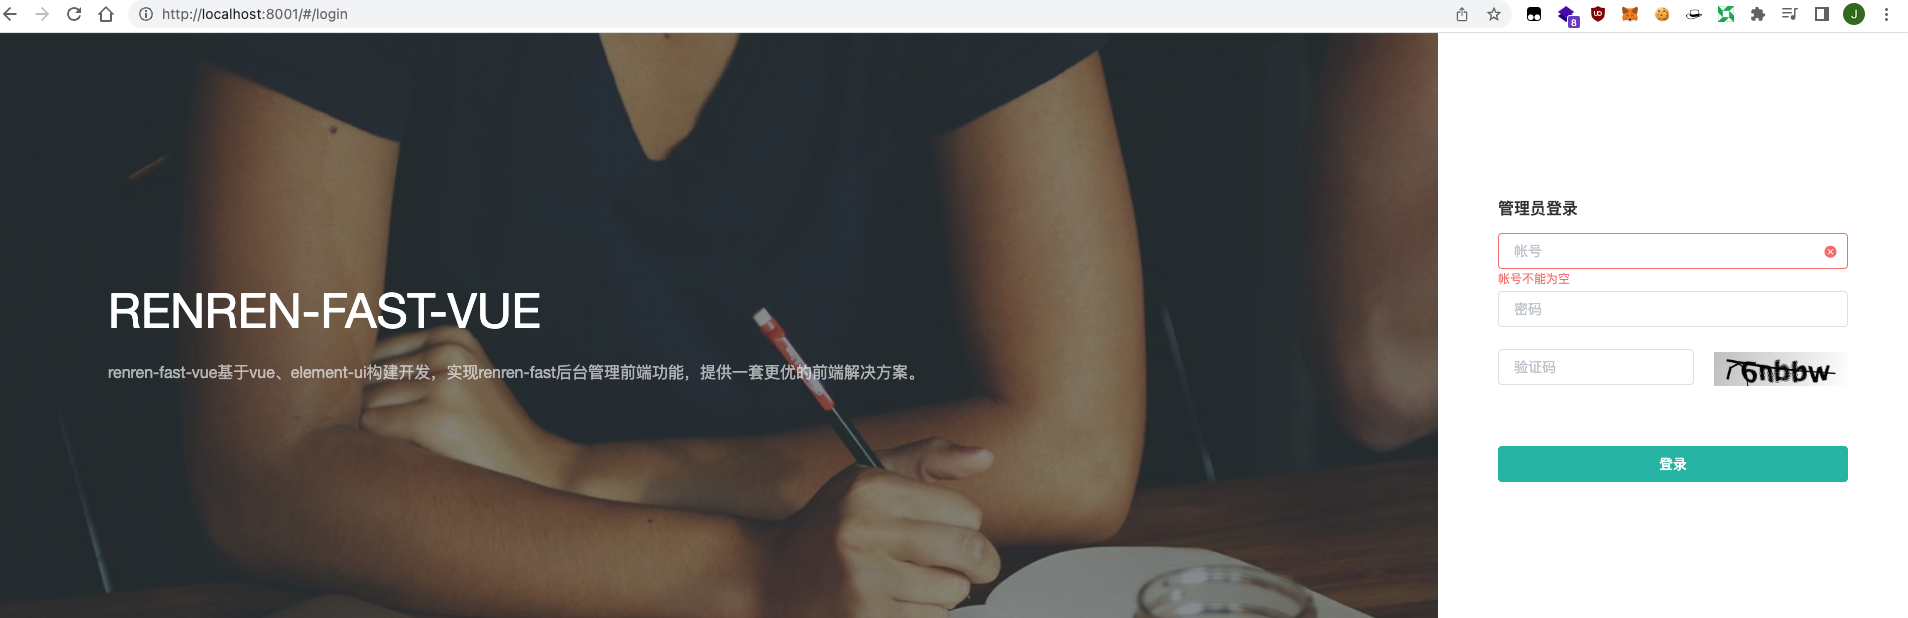 http://localhost:8001/#/login
8
J
RENREN-FAST-VUE
renren-fast-vue基于vue、element-ui构建开发，实现renren-fast后台管理前端功能，提供一套更优的前端解决方案。
管理员登录
帐号
帐号不能为空
密码
验证码
登录